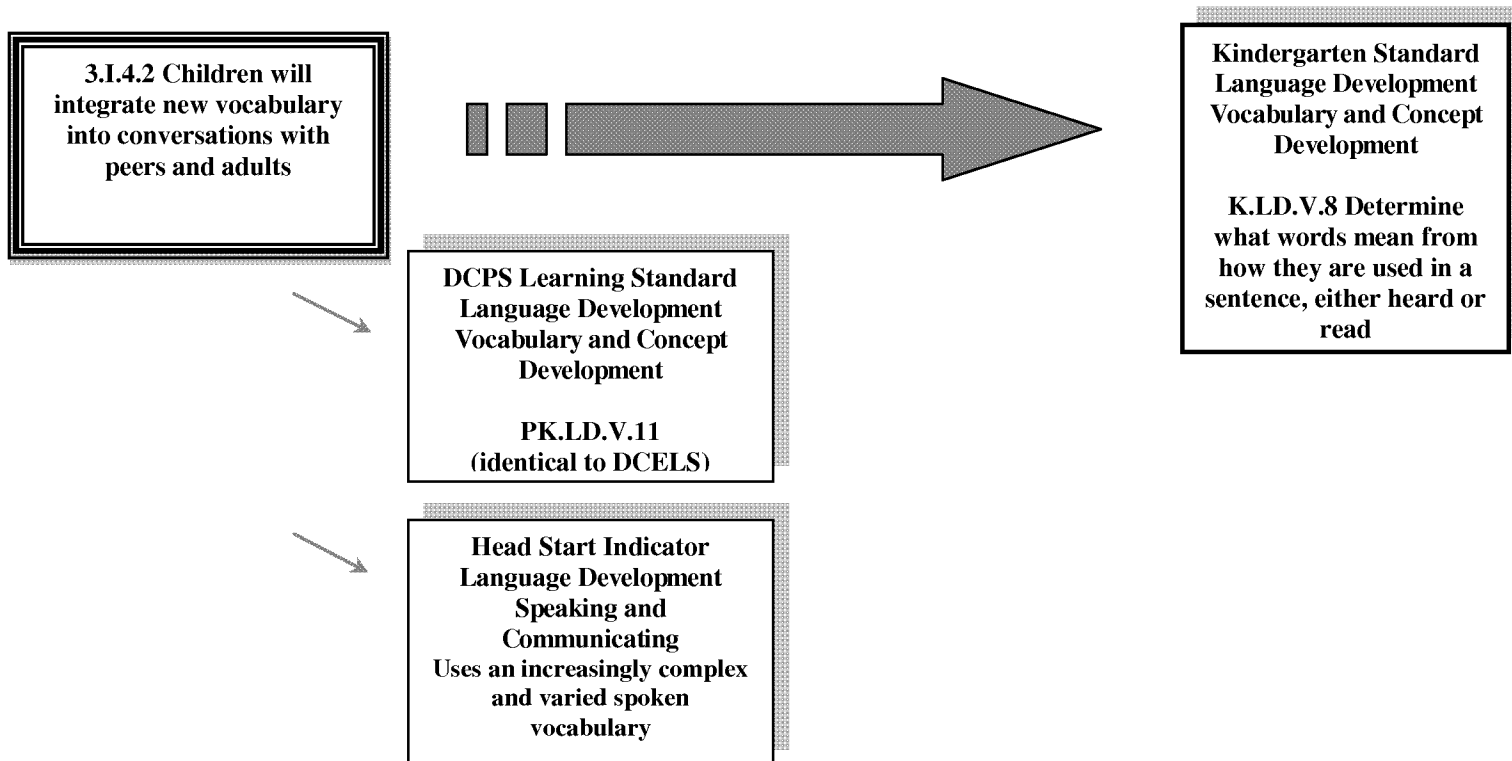 3.I.4.2 Children will
integrate new vocabulary
into conversations with
peers and adults
Kindergarten Standard
Language Development
Vocabulary and Concept
Development
K.LD.V.8 Determine
what words mean from
how they are used in a
sentence, either heard or
read
DCPS Learning Standard
Language Development
Vocabulary and Concept
Development
PK.LD.V.11
(identical to DCELS)
Head Start Indicator
Language Development
Speaking and
Communicating
Uses an increasingly complex
and varied spoken
vocabulary